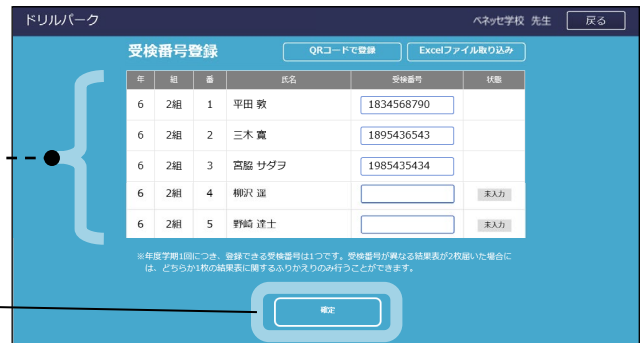 ドリルパーク ベネッセ学校 先生 戻る
受検番号登録 QRコードで登録 Excelファイル取り込み
年 組 番 氏名 受検番号 状態
6 2組 1 平田 敦 1834568790
6 2組 2 三木 寛 1895436543
6 2組 3 宮脇 サダヲ 1985435434
6 2組 4 柳沢 運 未入力
6 2組 5 野崎 達士 未入力
※年度学期1回につき、登録できる受検番号は1つです。受検番号が異なる結果表が2枚届いた場合に
は、どちらか1枚の結果表に関するふりかえりのみ行うことができます。
確定